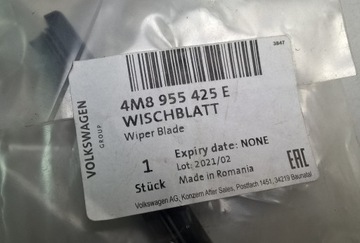 3847
VOLKSWAGEN
GROUP
4M8 955 425 E
WISCHBLATT
Wiper Blade
1
Stück
Expiry date: NONE
Lot: 2021/02
Made in Romania
EAC
Volkswagen AG, Konzern After Sales, Postfach 1451, 34219 Baunatal